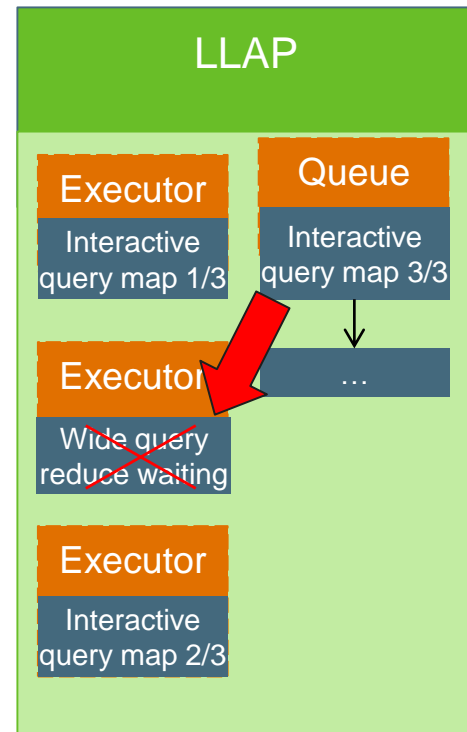 LLAP
Executor
Interactive
query map 1/3
Queue
Interactive
query map 3/3
…
Executor
Wide query
reduce waiting
Executor
Interactive
query map 2/3